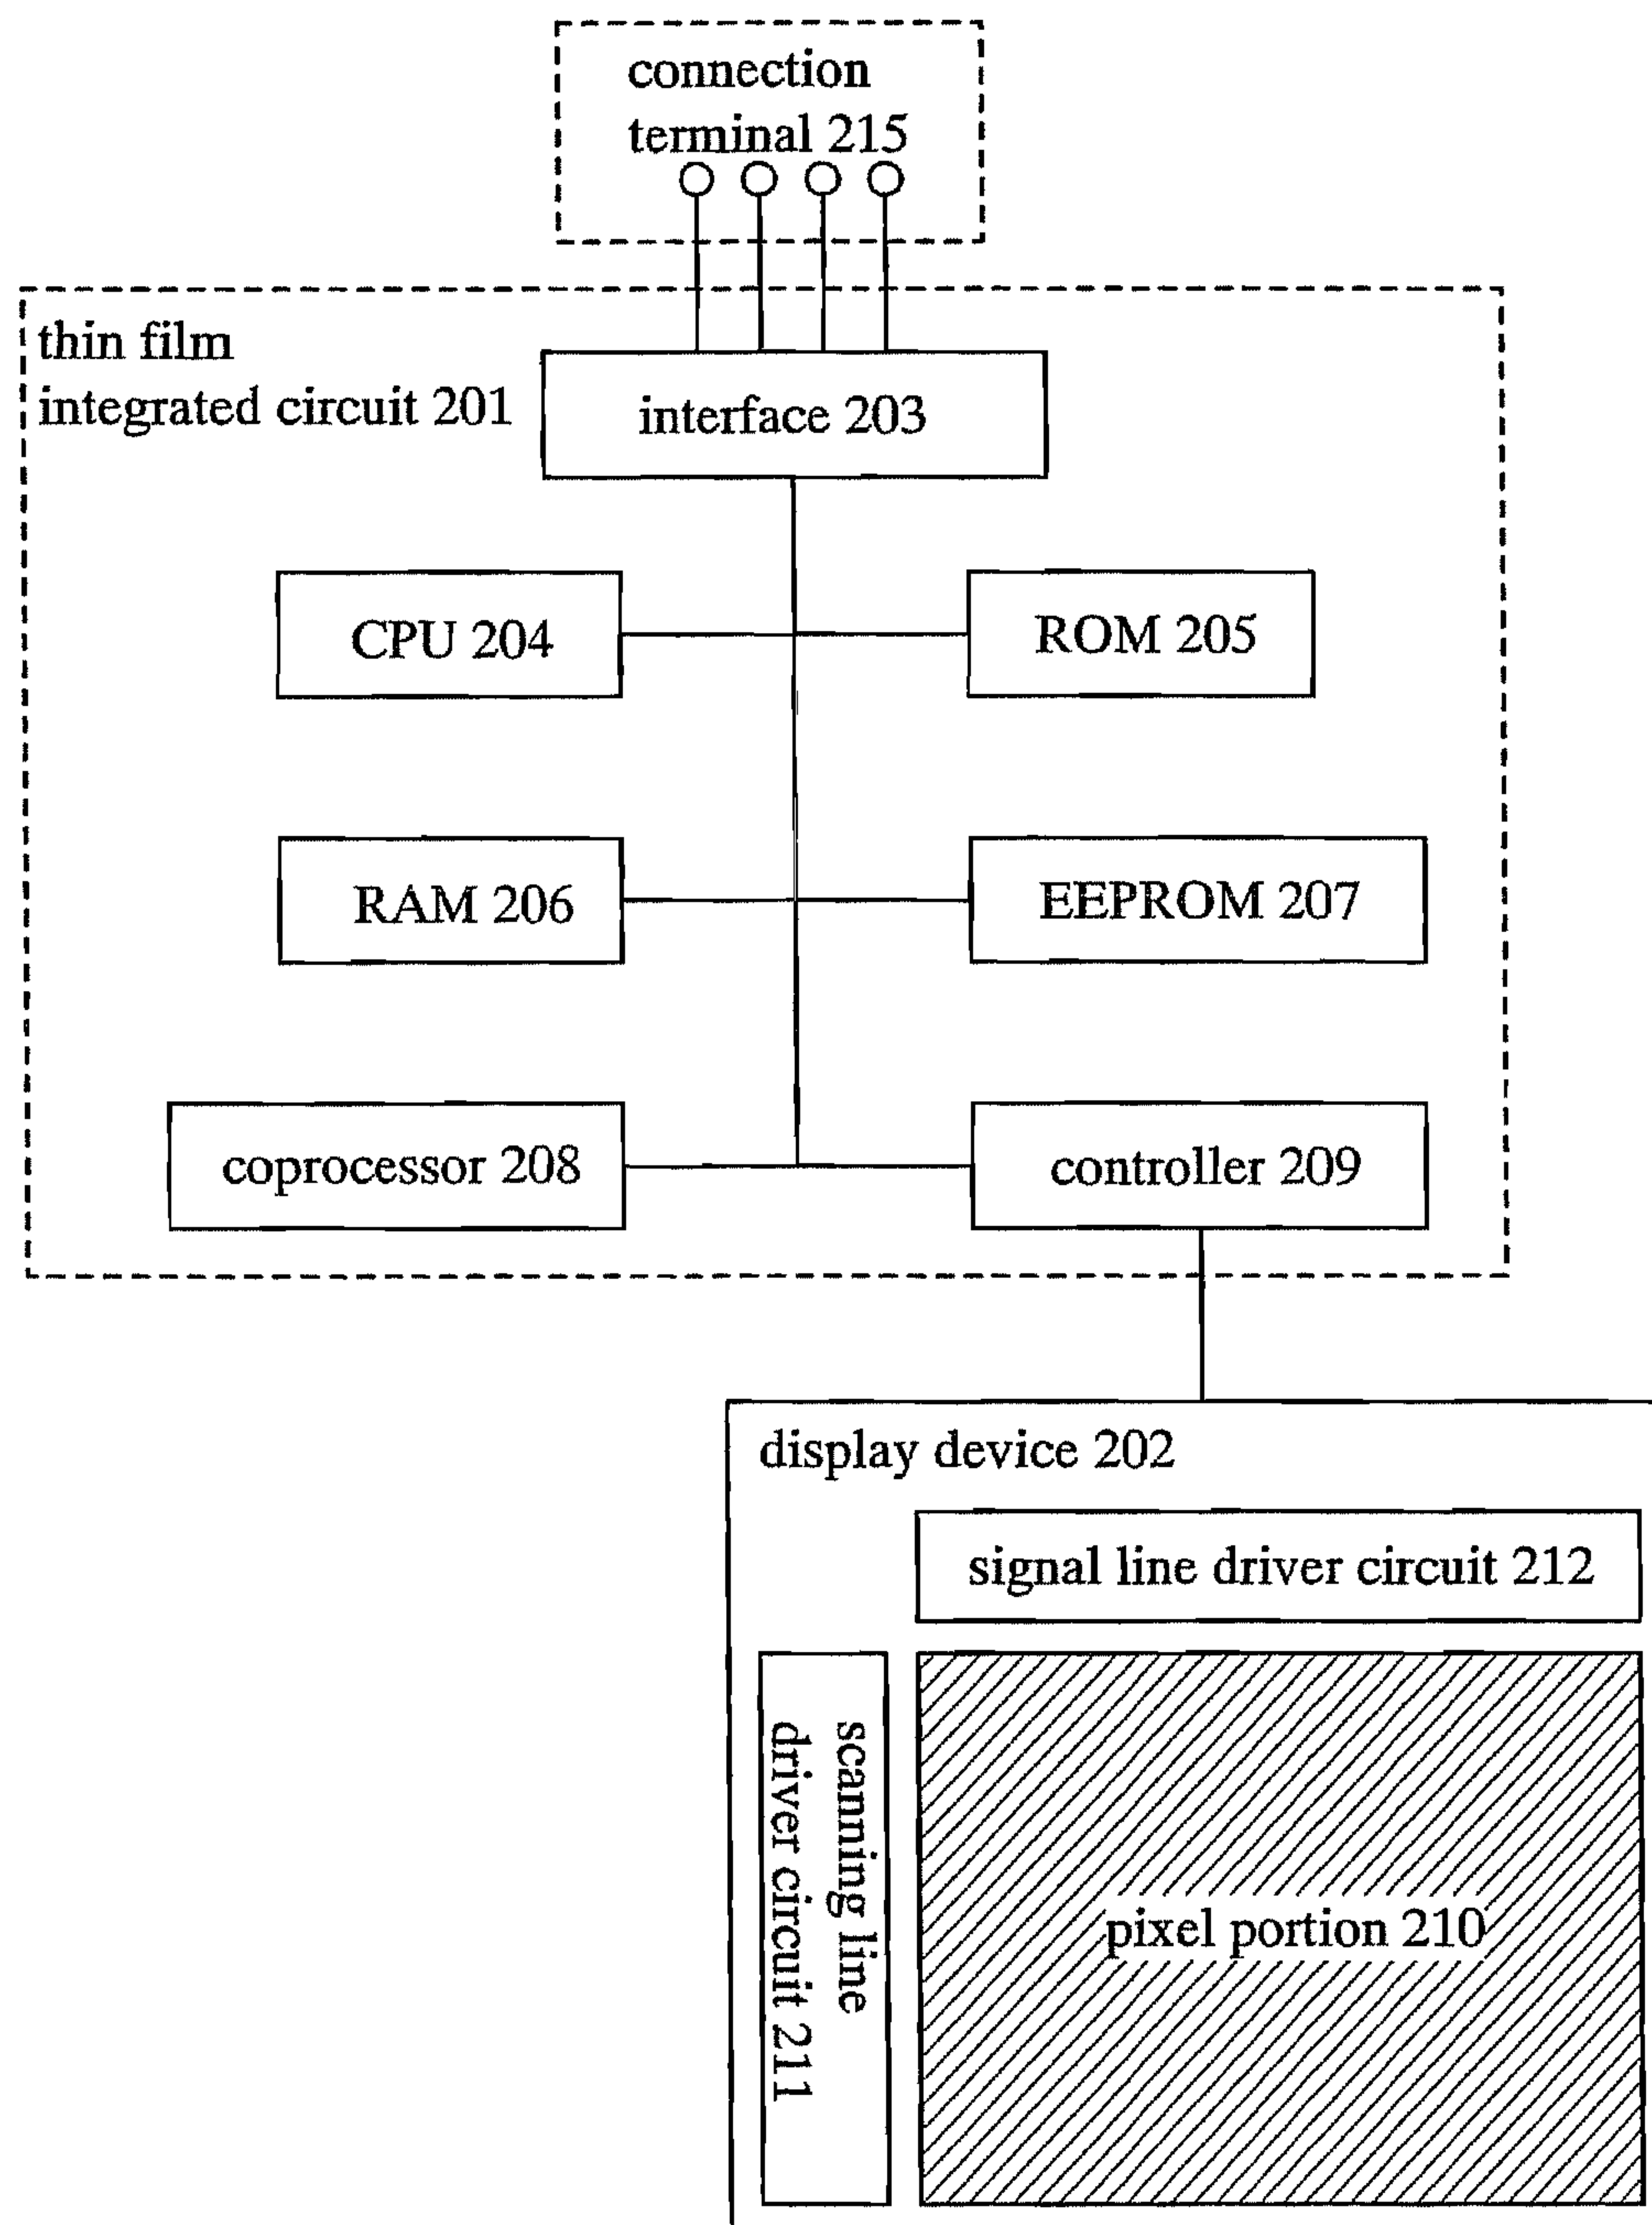 connection
terminal 215
thin film
integrated circuit 201
interface 203
CPU 204
ROM 205
RAM 206
EEPROM 207
coprocessor 208
controller 209
display device 202
signal line driver circuit 212
scanning line
driver circuit 211
pixel portion 210